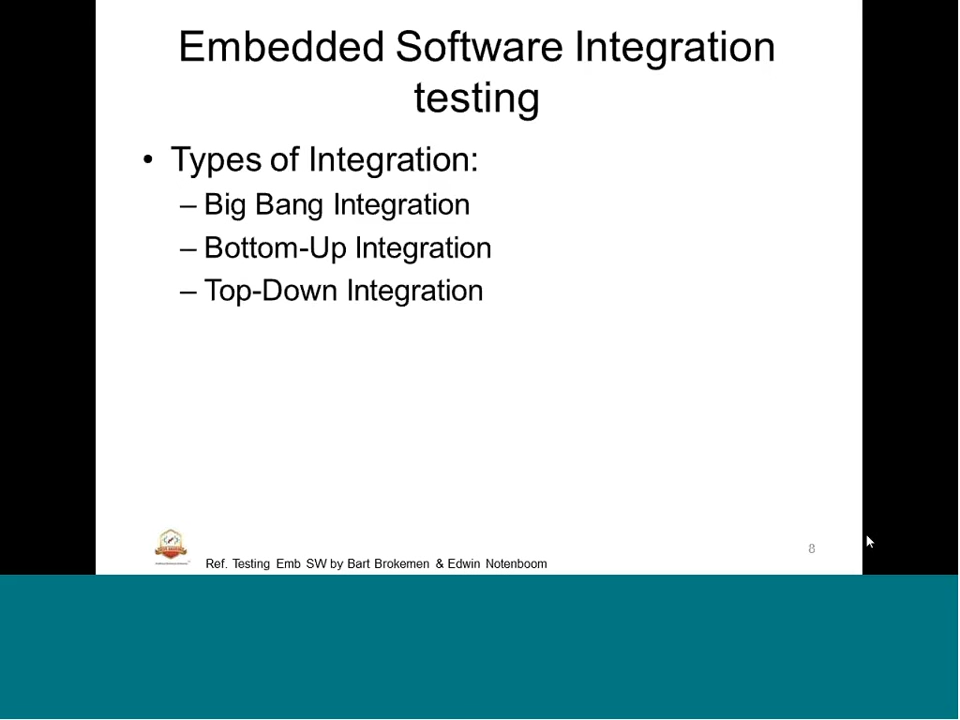 Embedded Software Integration
testing
• Types of Integration:
– Big Bang Integration
– Bottom-Up Integration
– Top-Down Integration
8
Ref. Testing Emb SW by Bart Brokemen & Edwin Notenboom